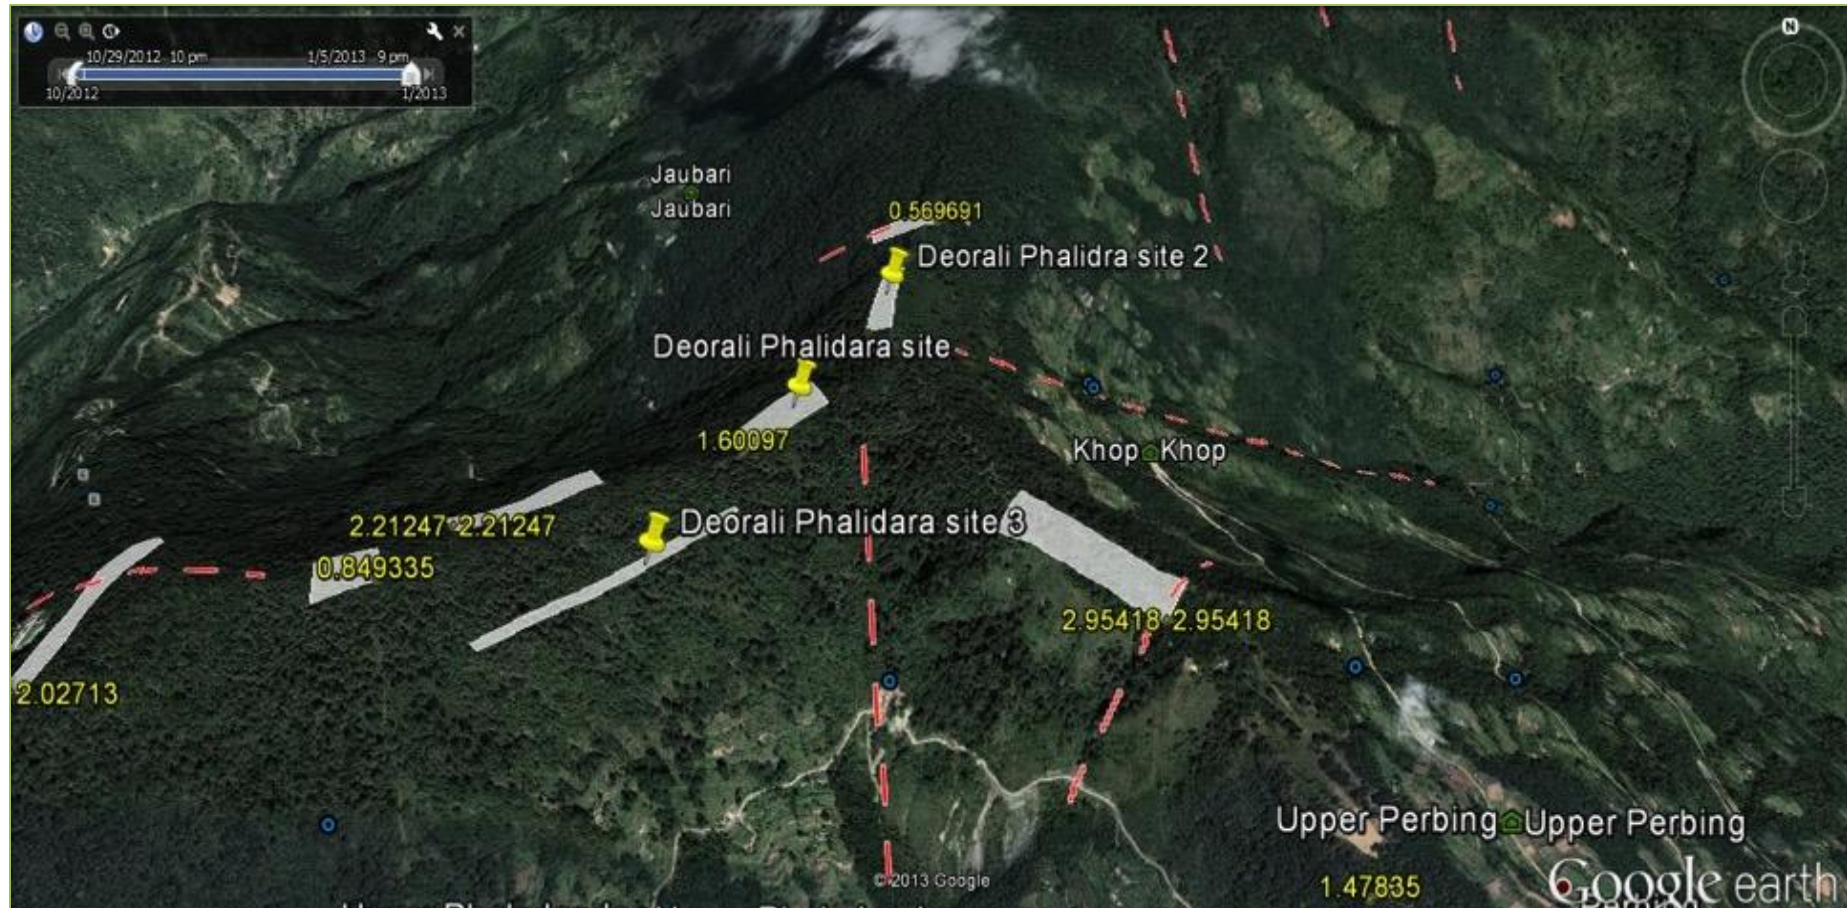 10/29/2012 10 pm
1/5/2013 9 pm
10/2012
1/2013
N
Jaubari
Jaubari
0.569691
Deorali Phalidra site 2
Deorali Phalidara site
1.60097
Khop Khop
2.21247 2.21247
Deorali Phalidara site 3
0.849335
2.95418 2.95418
2.02713
Upper Perbing Upper Perbing
© 2013 Google
1.47835
Google earth